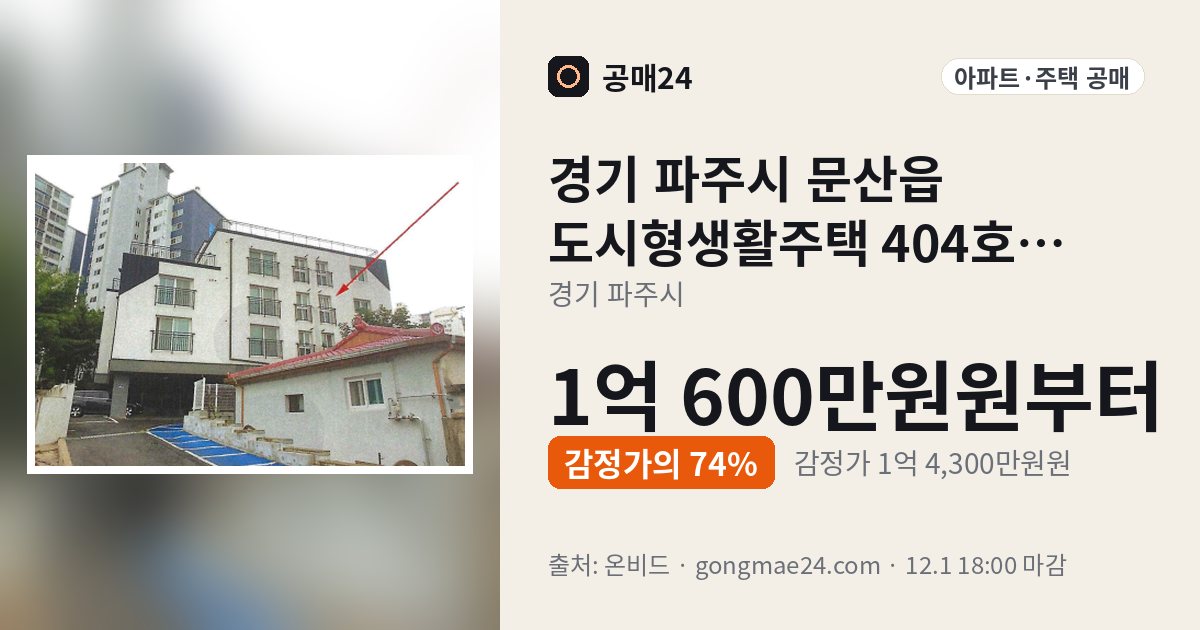 공매24
아파트·주택 공매
경기 파주시 문산읍
도시형생활주택 404호…
경기 파주시
1억 600만원원부터
감정가의 74%
감정가 1억 4,300만원원
출처: 온비드 · gongmae24.com · 12.1 18:00 마감